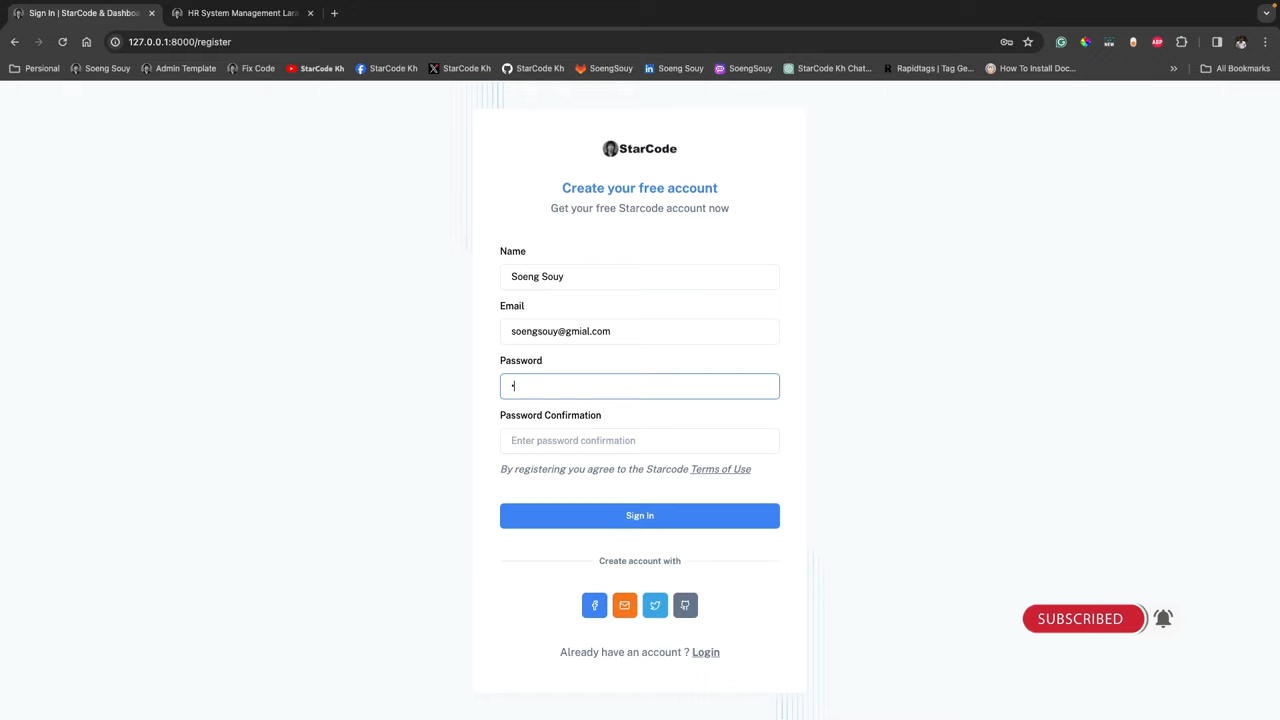 Sign In | StarCode & Dashboa
HR System Management Lara
127.0.0.1:8000/register
Persional
Soeng Souy
Admin Template
Fix Code
StarCode Kh
StarCode Kh
StarCode Kh
StarCode Kh
SoengSouy
Soeng Souy
SoengSouy
StarCode Kh Chat...
Rapidtags | Tag Ge...
How To Install Doc...
»
All Bookmarks
StarCode
Create your free account
Get your free Starcode account now
Name
Soeng Souy
Email
soengsouy@gmial.com
Password
Password Confirmation
Enter password confirmation
By registering you agree to the Starcode Terms of Use
Sign In
Create account with
SUBSCRIBED
Already have an account ? Login